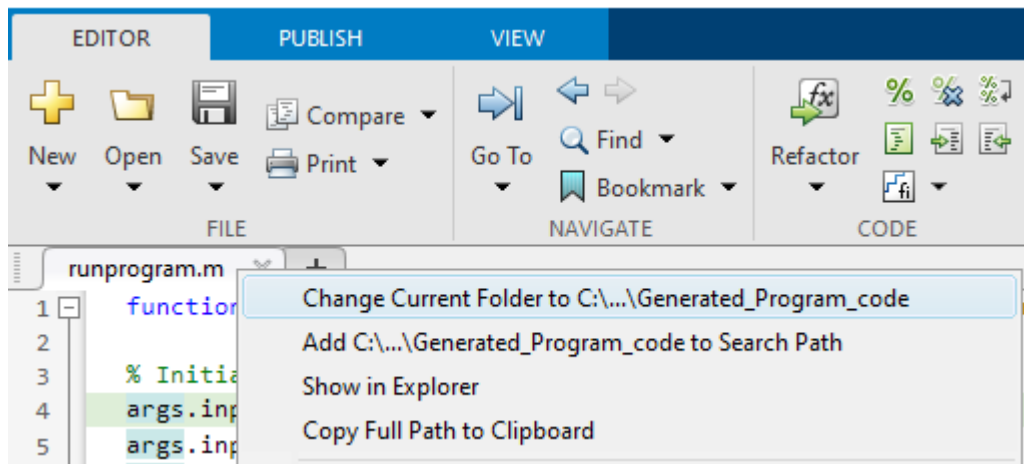 EDITOR PUBLISH VIEW
New Open Save Compare Print
Go To Find Bookmark
Refactor
FILE NAVIGATE CODE
runprogram.m
Change Current Folder to C:\...\Generated_Program_code
Add C:\...\Generated_Program_code to Search Path
Show in Explorer
Copy Full Path to Clipboard
1 function
2
3 % Initia
4 args.inp
5 args.inp